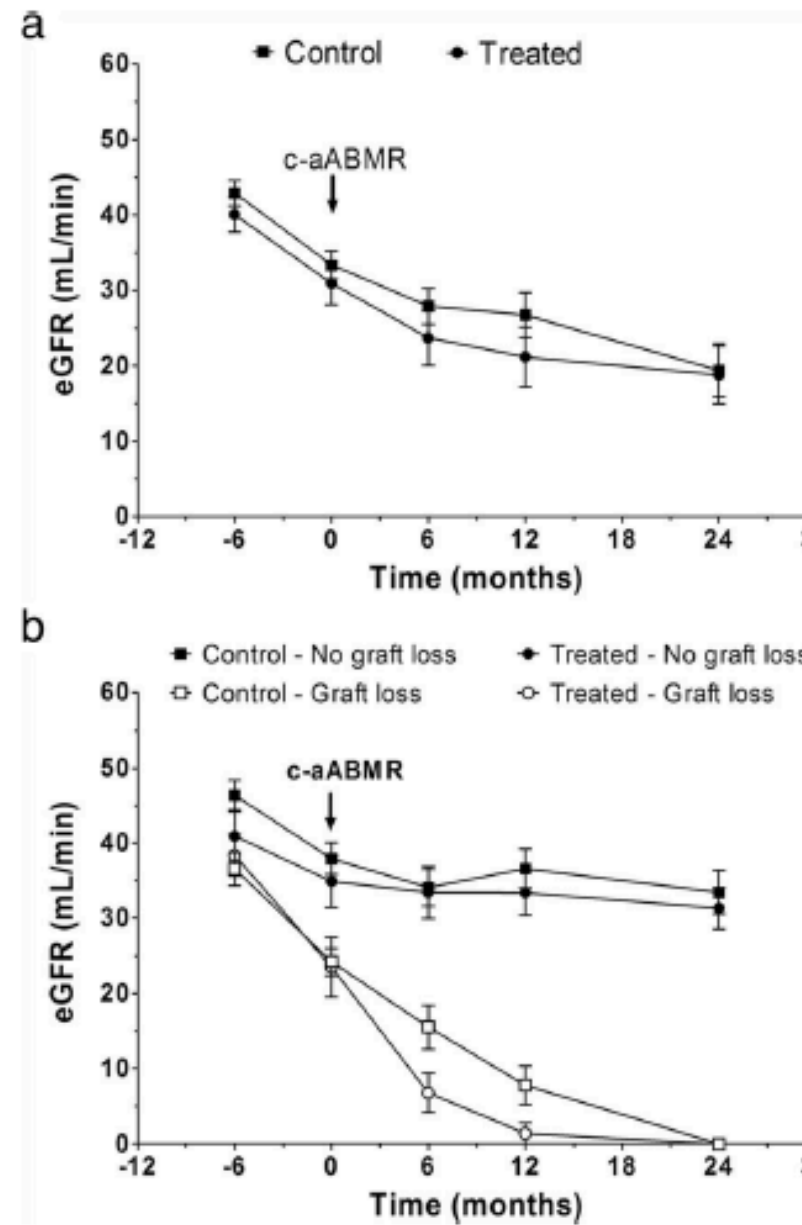 a
Control Treated
60
50
40
30
20
10
0
c-aABMR
eGFR (mL/min)
-12 -6 0 6 12 18 24
Time (months)
b
Control - No graft loss Treated - No graft loss
Control - Graft loss Treated - Graft loss
60
50
40
30
20
10
0
c-aABMR
eGFR (mL/min)
-12 -6 0 6 12 18 24
Time (months)